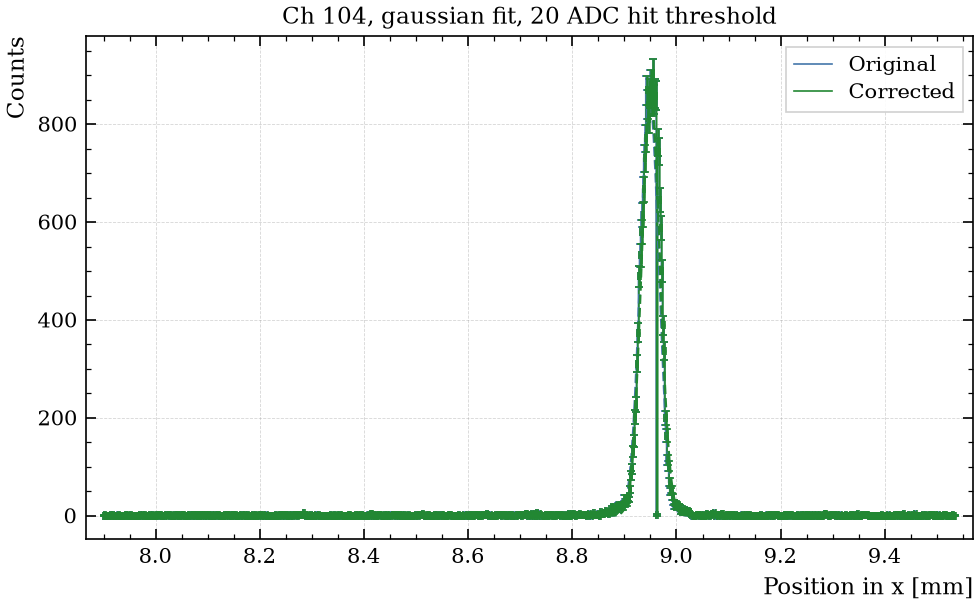 Ch 104, gaussian fit, 20 ADC hit threshold
Counts
Original
Corrected
800
600
400
200
0
8.0 8.2 8.4 8.6 8.8 9.0 9.2 9.4
Position in x [mm]